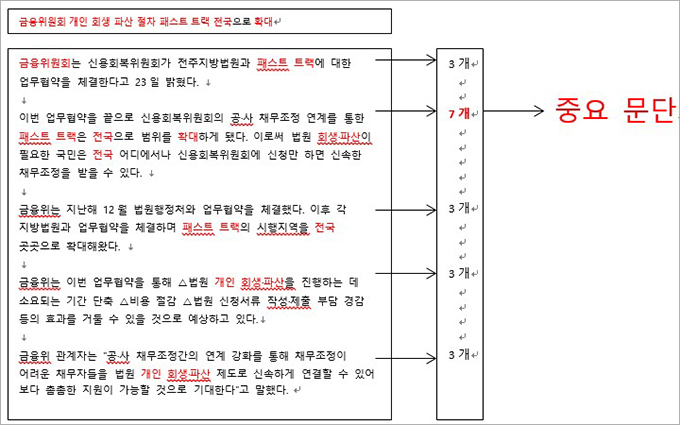 금융위원회 개인 회생 파산 절차 패스트 트랙 전국으로 확대
금융위원회는 신용회복위원회가 전주지방법원과 패스트 트랙에 대한
업무협약을 체결한다고 23일 밝혔다.
이번 업무협약을 끝으로 신용회복위원회의 공·사 채무조정 연계를 통한
패스트 트랙은 전국으로 범위를 확대하게 됐다. 이로써 법원 회생·파산이
필요한 국민은 전국 어디에서나 신용회복위원회에 신청만 하면 신속한
채무조정을 받을 수 있다.
금융위는 지난해 12월 법원행정처와 업무협약을 체결했다. 이후 각
지방법원과 업무협약을 체결하며 패스트 트랙의 시행지역을 전국
곳곳으로 확대해왔다.
금융위는 이번 업무협약을 통해 △법원 개인 회생·파산을 진행하는 데
소요되는 기간 단축 △비용 절감 △법원 신청서류 작성·제출 부담 경감
등의 효과를 거둘 수 있을 것으로 예상하고 있다.
금융위 관계자는 "공·사 채무조정간의 연계 강화를 통해 채무조정이
어려운 채무자들을 법원 개인 회생·파산 제도로 신속하게 연결할 수 있어
보다 촘촘한 지원이 가능할 것으로 기대한다"고 말했다.
3개
7개
3개
3개
3개
중요 문단